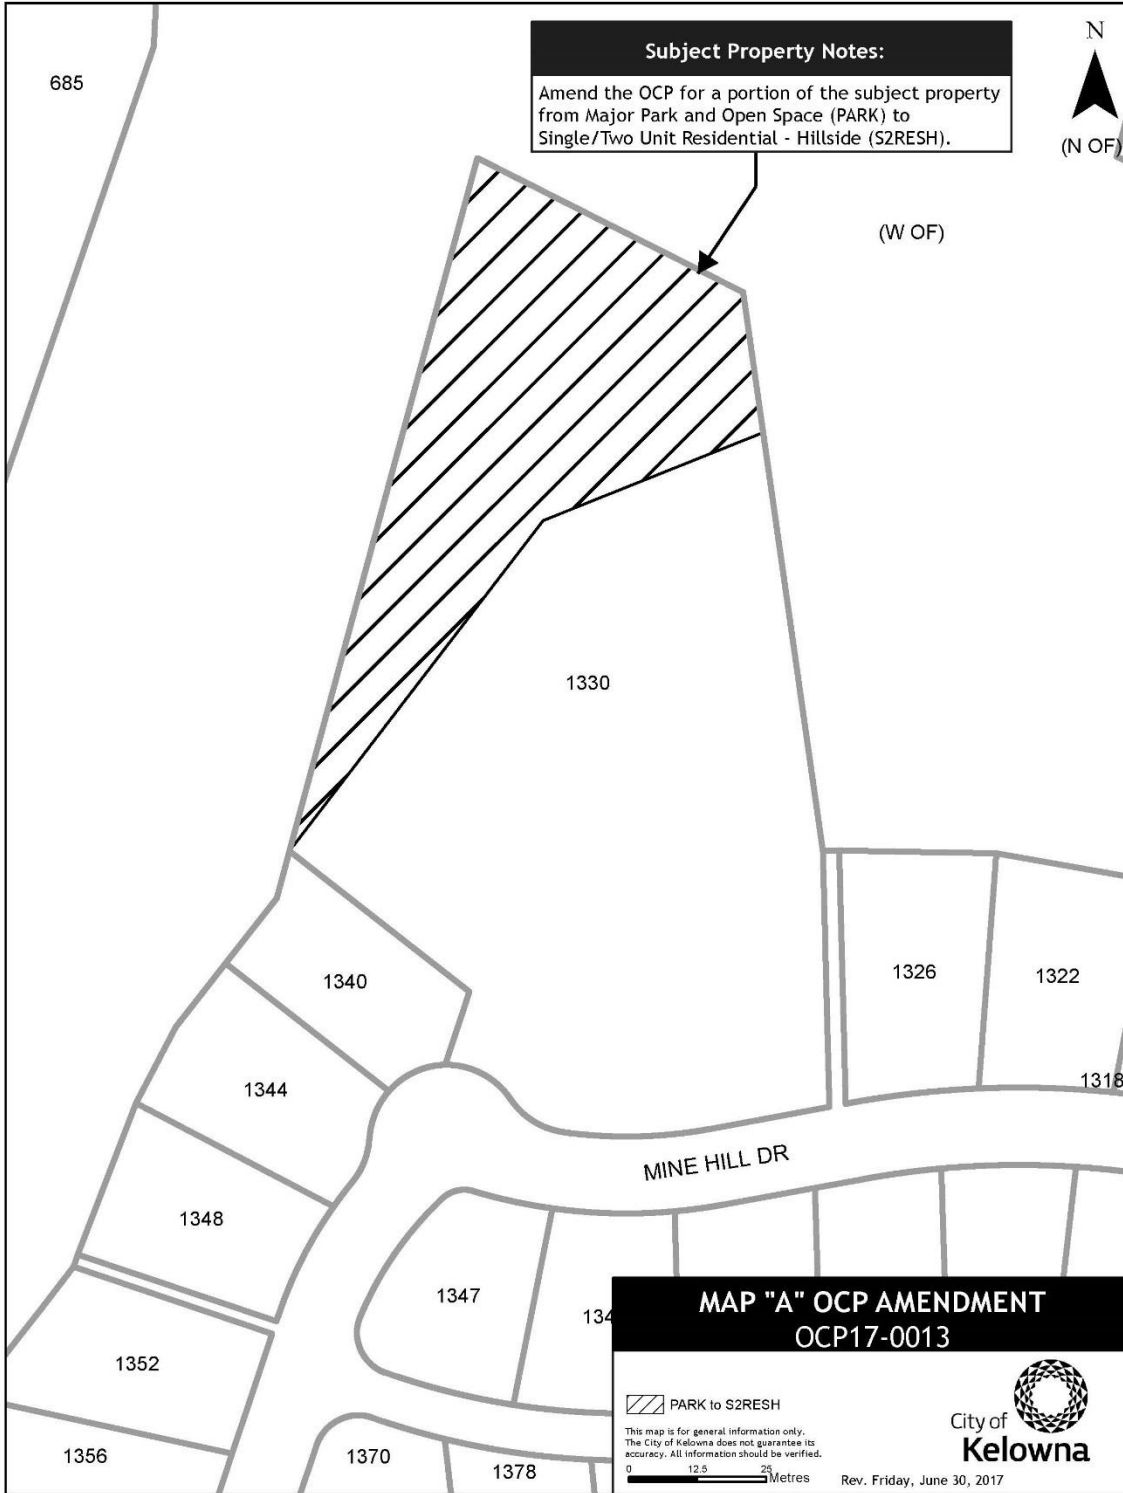 N
685
Subject Property Notes:
Amend the OCP for a portion of the subject property
from Major Park and Open Space (PARK) to
Single/Two Unit Residential - Hillside (S2RESH).
(N OF)
(W OF)
1330
1340
1326
1322
1344
1318
MINE HILL DR
1348
1347
134
1352
1356
1370
1378
MAP "A" OCP AMENDMENT
OCP17-0013
PARK to S2RESH
This map is for general information only.
The City of Kelowna does not guarantee its
accuracy. All information should be verified.
0 12.5 25 Metres
City of
Kelowna
Rev. Friday, June 30, 2017